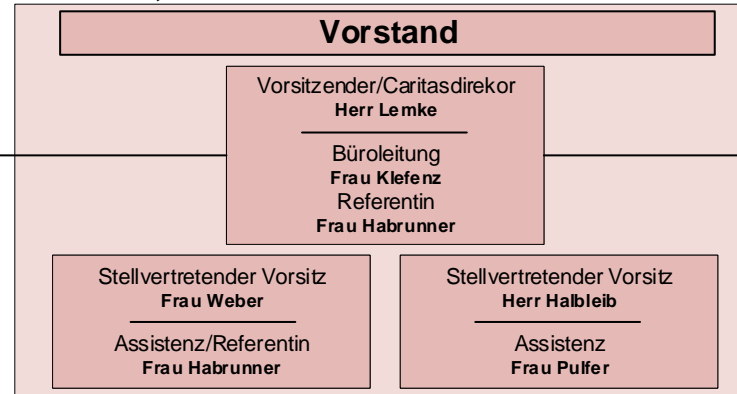 Vorstand
Vorsitzender/Caritasdirekor
Herr Lemke
Büroleitung
Frau Klefenz
Referentin
Frau Habrunner
Stellvertretender Vorsitz
Frau Weber
Assistenz/Referentin
Frau Habrunner
Stellvertretender Vorsitz
Herr Halbleib
Assistenz
Frau Pulfer